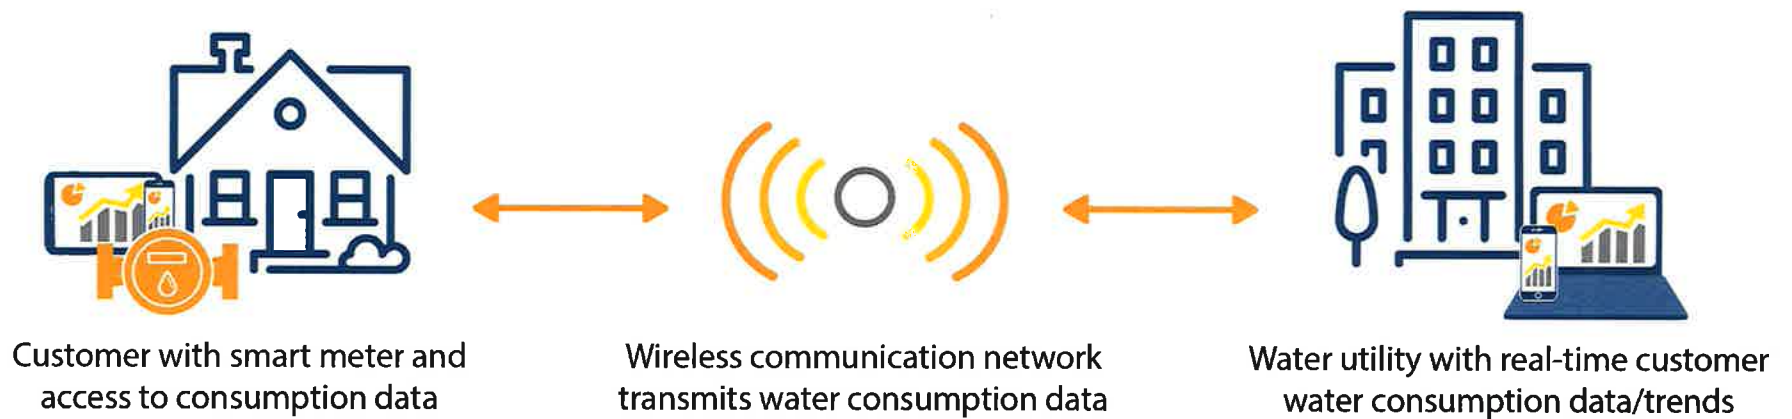 Customer with smart meter and
access to consumption data
Wireless communication network
transmits water consumption data
Water utility with real-time customer
water consumption data/trends